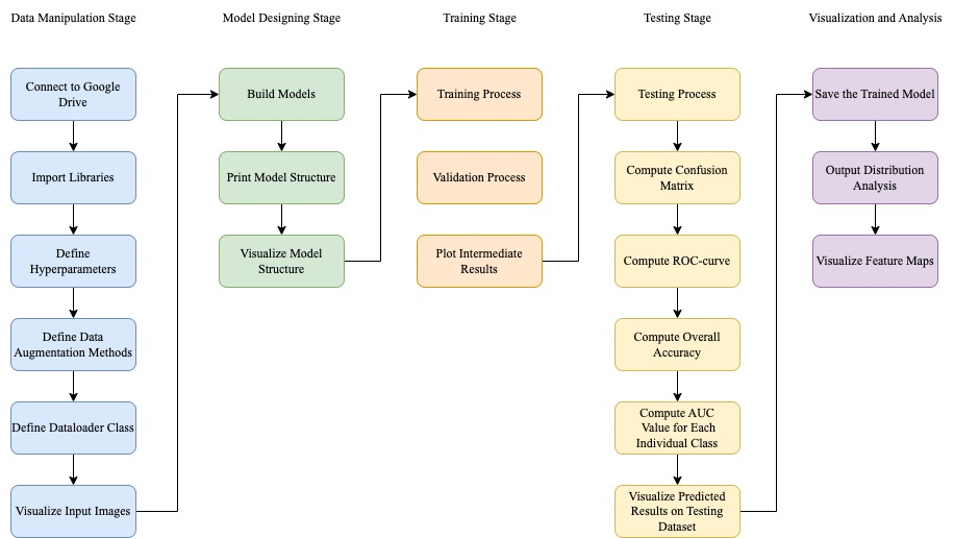 Data Manipulation Stage
Connect to Google
Drive
Import Libraries
Define
Hyperparameters
Define Data
Augmentation Methods
Define Dataloader Class
Visualize Input Images
Model Designing Stage
Build Models
Print Model Structure
Visualize Model
Structure
Training Stage
Training Process
Validation Process
Plot Intermediate
Results
Testing Stage
Testing Process
Compute Confusion
Matrix
Compute ROC-curve
Compute Overall
Accuracy
Compute AUC
Value for Each
Individual Class
Visualize Predicted
Results on Testing
Dataset
Visualization and Analysis
Save the Trained Model
Output Distribution
Analysis
Visualize Feature Maps